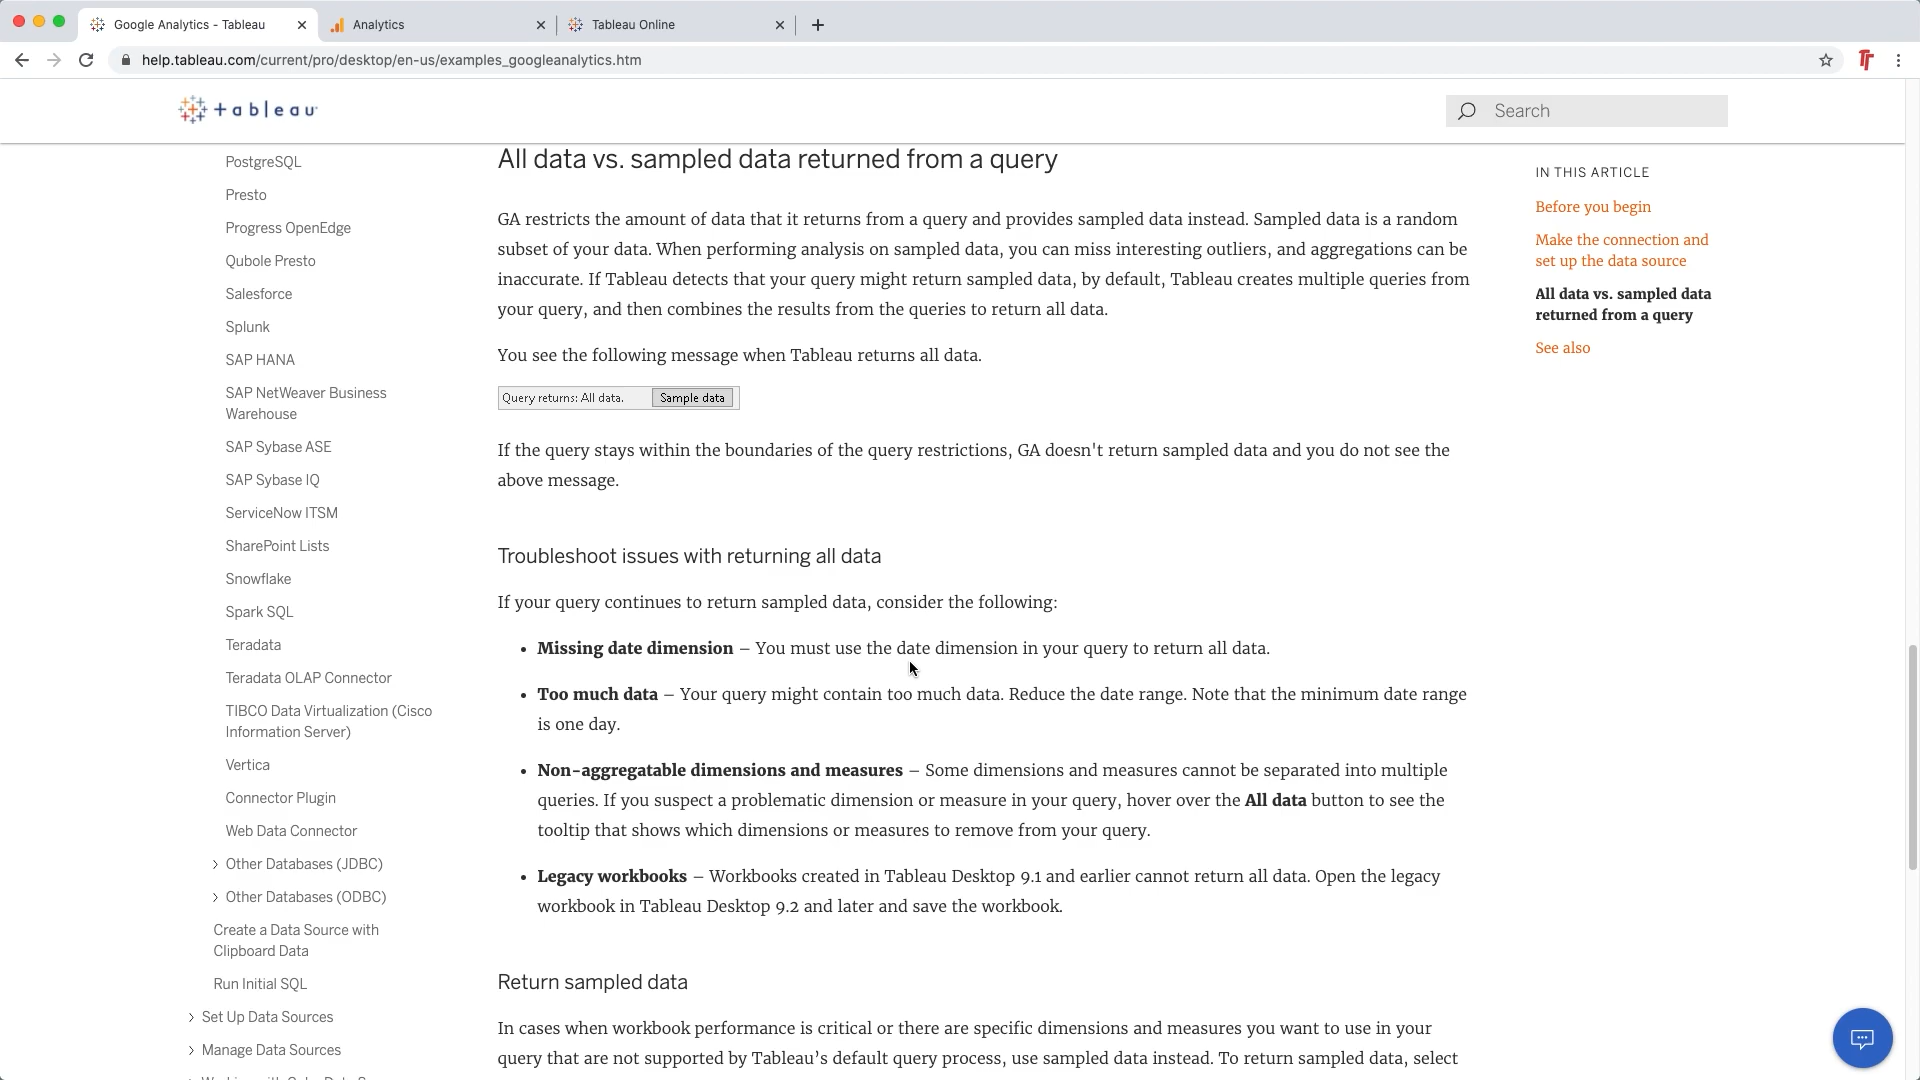 Google Analytics - Tableau
Analytics
Tableau Online
help.tableau.com/current/pro/desktop/en-us/examples_googleanalytics.htm
+ableau
Search
PostgreSQL
Presto
Progress OpenEdge
Qubole Presto
Salesforce
Splunk
SAP HANA
SAP NetWeaver Business
Warehouse
SAP Sybase ASE
SAP Sybase IQ
ServiceNow ITSM
SharePoint Lists
Snowflake
Spark SQL
Teradata
Teradata OLAP Connector
TIBCO Data Virtualization (Cisco
Information Server)
Vertica
Connector Plugin
Web Data Connector
Other Databases (JDBC)
Other Databases (ODBC)
Create a Data Source with
Clipboard Data
Run Initial SQL
Set Up Data Sources
Manage Data Sources
All data vs. sampled data returned from a query
GA restricts the amount of data that it returns from a query and provides sampled data instead. Sampled data is a random
subset of your data. When performing analysis on sampled data, you can miss interesting outliers, and aggregations can be
inaccurate. If Tableau detects that your query might return sampled data, by default, Tableau creates multiple queries from
your query, and then combines the results from the queries to return all data.
You see the following message when Tableau returns all data.
Query returns: All data. Sample data
If the query stays within the boundaries of the query restrictions, GA doesn't return sampled data and you do not see the
above message.
Troubleshoot issues with returning all data
If your query continues to return sampled data, consider the following:
• Missing date dimension – You must use the date dimension in your query to return all data.
• Too much data – Your query might contain too much data. Reduce the date range. Note that the minimum date range
is one day.
• Non-aggregatable dimensions and measures – Some dimensions and measures cannot be separated into multiple
queries. If you suspect a problematic dimension or measure in your query, hover over the All data button to see the
tooltip that shows which dimensions or measures to remove from your query.
• Legacy workbooks – Workbooks created in Tableau Desktop 9.1 and earlier cannot return all data. Open the legacy
workbook in Tableau Desktop 9.2 and later and save the workbook.
Return sampled data
In cases when workbook performance is critical or there are specific dimensions and measures you want to use in your
query that are not supported by Tableau’s default query process, use sampled data instead. To return sampled data, select
IN THIS ARTICLE
Before you begin
Make the connection and
set up the data source
All data vs. sampled data
returned from a query
See also